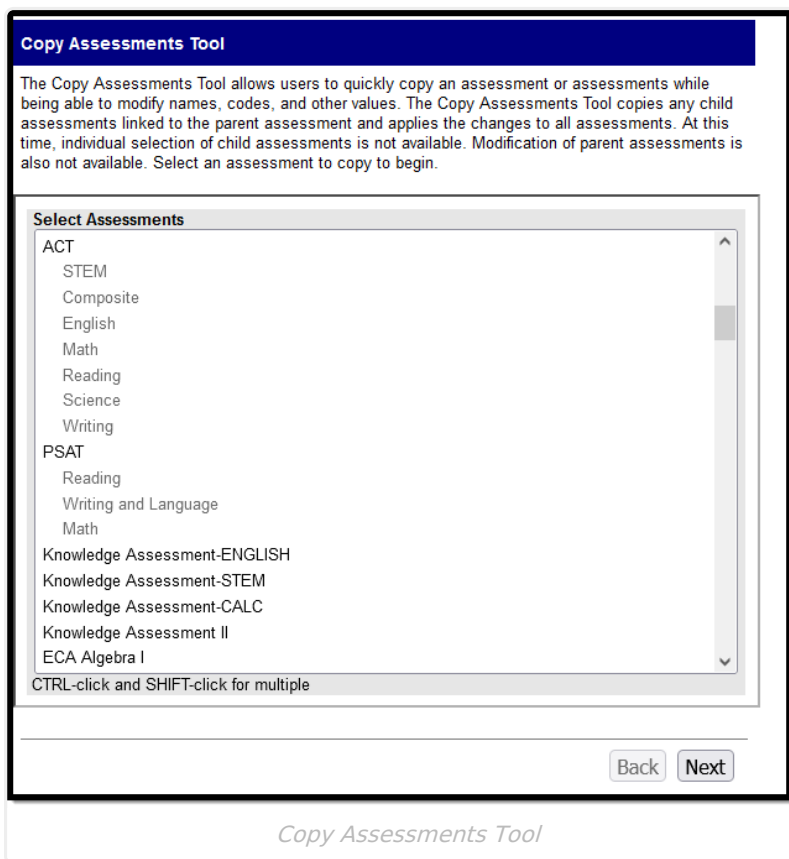 Copy Assessments Tool
The Copy Assessments Tool allows users to quickly copy an assessment or assessments while
being able to modify names, codes, and other values. The Copy Assessments Tool copies any child
assessments linked to the parent assessment and applies the changes to all assessments. At this
time, individual selection of child assessments is not available. Modification of parent assessments is
also not available. Select an assessment to copy to begin.
Select Assessments
ACT
STEM
Composite
English
Math
Reading
Science
Writing
PSAT
Reading
Writing and Language
Math
Knowledge Assessment-ENGLISH
Knowledge Assessment-STEM
Knowledge Assessment-CALC
Knowledge Assessment II
ECA Algebra I
CTRL-click and SHIFT-click for multiple
Back Next
Copy Assessments Tool